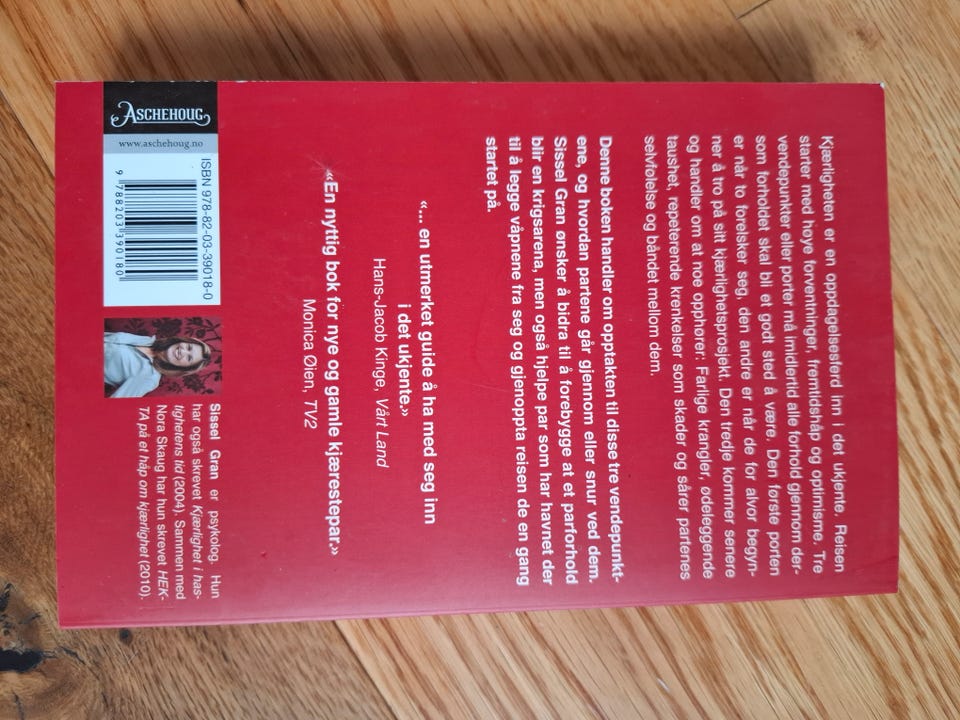 Kjærligheten er en oppdagelsesferd inn i det ukjente. Reisen
starter med høye forventninger, fremtidshåp og optimisme. Tre
vendepunkter eller porter må imidlertid alle forhold gjennom der-
som forholdet skal bli et godt sted å være. Den første porten
er når to forelsker seg, den andre er når de for alvor begyn-
ner å tro på sitt kjærlighetsprosjekt. Den tredje kommer senere
og handler om at noe opphører: Farlige krangler, ødeleggende
taushet, repeterende krenkelser som skader og sårer partenes
selvfølelse og båndet mellom dem.
Denne boken handler om opptakten til disse tre vendepunkt-
ene, og hvordan partene går gjennom eller snur ved dem.
Sissel Gran ønsker å bidra til å forebygge at et parforhold
blir en krigsarena, men også hjelpe par som har havnet der
til å legge våpnene fra seg og gjenoppta reisen de en gang
startet på.
«... en utmerket guide å ha med seg inn
i det ukjente.»
Hans-Jacob Kinge, Vårt Land
«En nyttig bok for nye og gamle kjærestepar.»
Monica Øien, TV2
ASCHEHOUG
www.aschehoug.no
ISBN 978-82-03-39018-0
9 788203 390180
Sissel Gran er psykolog. Hun
har også skrevet Kjærlighet i has-
tighetens tid (2004). Sammen med
Nora Skaug har hun skrevet HEK-
TA på et håp om kjærlighet (2010).